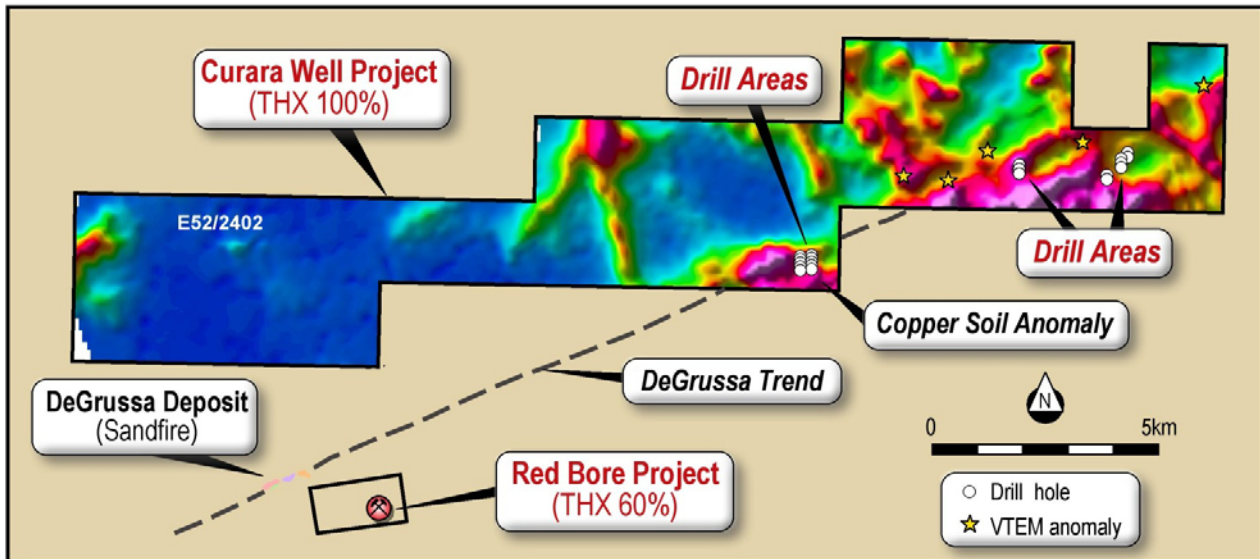 Curara Well Project
(THX 100%)
Drill Areas
E52/2402
Drill Areas
Copper Soil Anomaly
DeGrussa Trend
DeGrussa Deposit
(Sandfire)
Red Bore Project
(THX 60%)
N
0 5km
Drill hole
VTEM anomaly